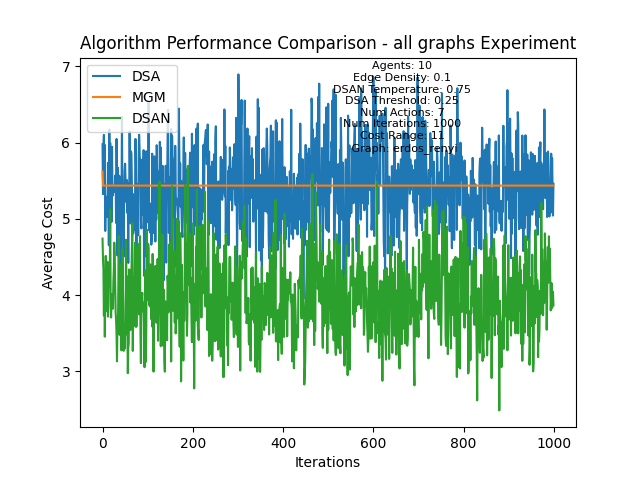 Algorithm Performance Comparison - all graphs Experiment
DSA
MGM
DSAN
Agents: 10
Edge Density: 0.1
DSAN Temperature: 0.75
DSA Threshold: 0.25
Num Actions: 7
Num Iterations: 1000
Cost Range: 11
Graph: erdos_renyi
Average Cost
7
6
5
4
3
0
200
400
600
800
1000
Iterations